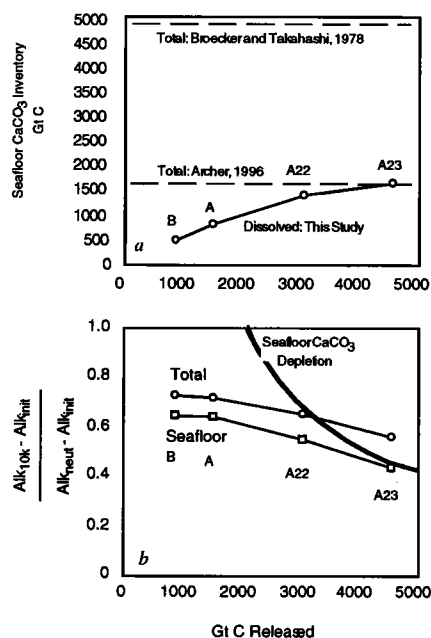 5000
Total: Broecker and Takahashi, 1978
4500
4000
3500
3000
2500
2000
1500
1000
500
0
Seafloor CaCO3 Inventory
Gt C
Total: Archer, 1996
A22
A23
B
A
Dissolved: This Study
a
0 1000 2000 3000 4000 5000
1.0
0.8
0.6
0.4
0.2
0
Alk10k - Alkinit
Alkneut - Alkinit
Seafloor CaCO3
Depletion
Total
Seafloor
B
A
A22
A23
b
0 1000 2000 3000 4000 5000
Gt C Released